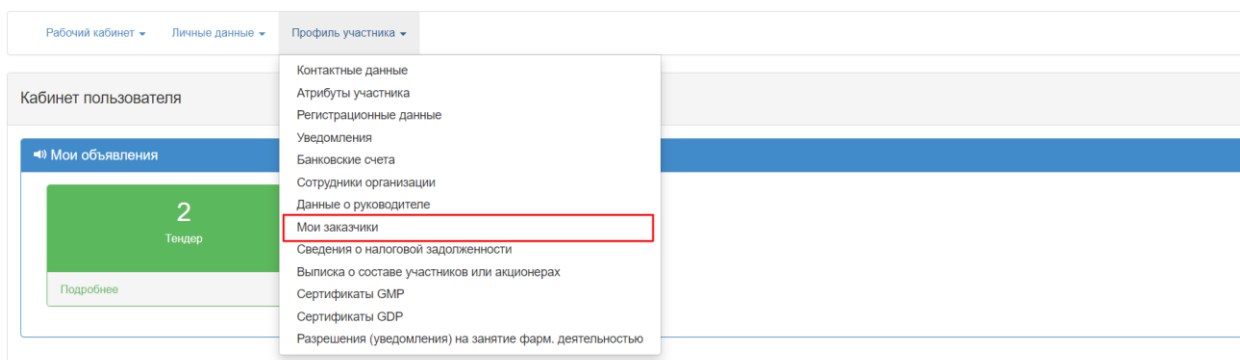 Рабочий кабинет Личные данные Профиль участника
Контактные данные
Кабинет пользователя
Атрибуты участника
Регистрационные данные
Уведомления
Мои объявления
Банковские счета
Сотрудники организации
Данные о руководителе
2
Тендер
Мои заказчики
Сведения о налоговой задолженности
Выписка о составе участников или акционерах
Подробнее
Сертификаты GMP
Сертификаты GDP
Разрешения (уведомления) на занятие фарм. деятельностью